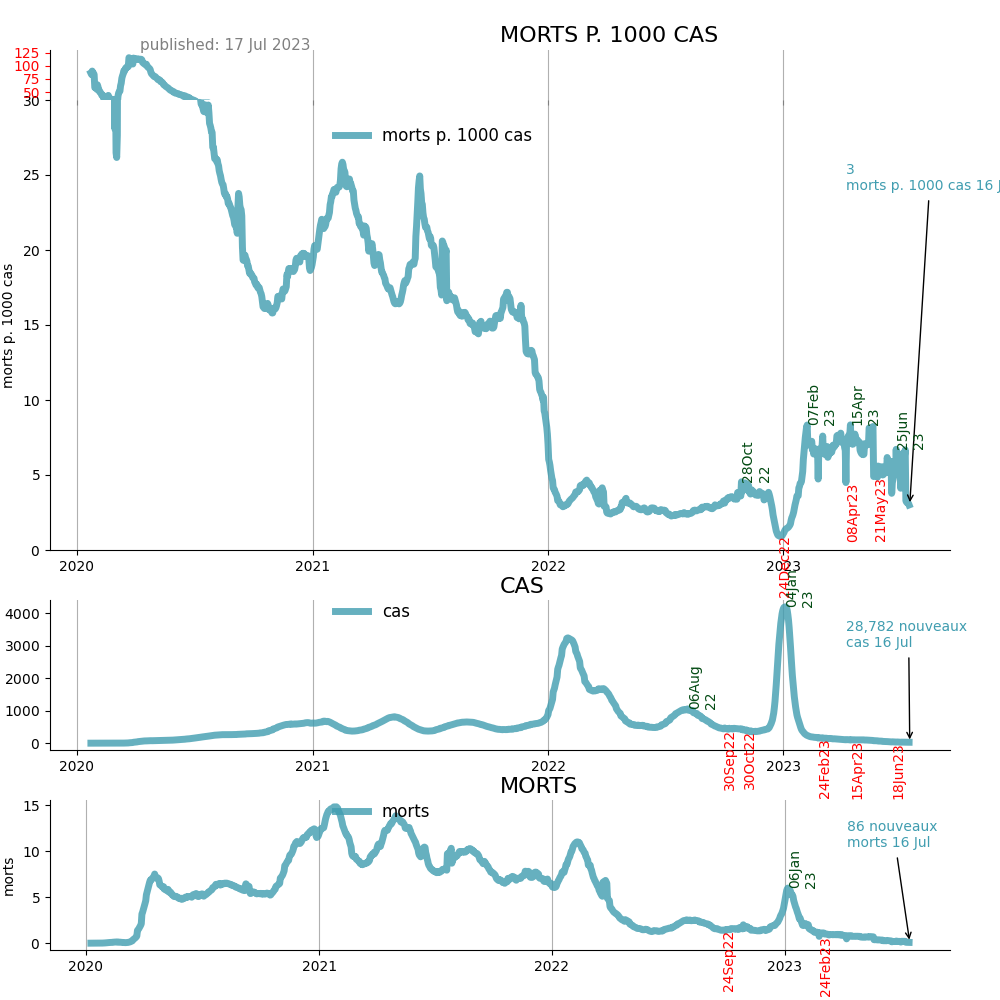 MORTS P. 1000 CAS
published: 17 Jul 2023
125
100
75
50
30
25
20
15
10
5
0
morts p. 1000 cas
morts p. 1000 cas
3
morts p. 1000 cas 16 J
07Feb
23
15Apr
23
25Jun
23
28Oct
22
08Apr23
21May23
24Dec22
2020
2021
2022
2023
CAS
cas
4000
3000
2000
1000
0
04Jan
23
06Aug
22
28,782 nouveaux
cas 16 Jul
30Sep22
30Oct22
24Feb23
15Apr23
18Jun23
2020
2021
2022
2023
MORTS
morts
morts
15
10
5
0
86 nouveaux
morts 16 Jul
06Jan
23
24Sep22
24Feb23
2020
2021
2022
2023